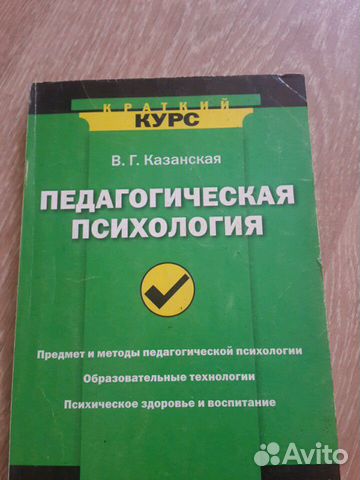 КРАТКИЙ
КУРС
В. Г. Казанская
ПЕДАГОГИЧЕСКАЯ
ПСИХОЛОГИЯ
Предмет и методы педагогической психологии
Образовательные технологии
Психическое здоровье и воспитание
Avito